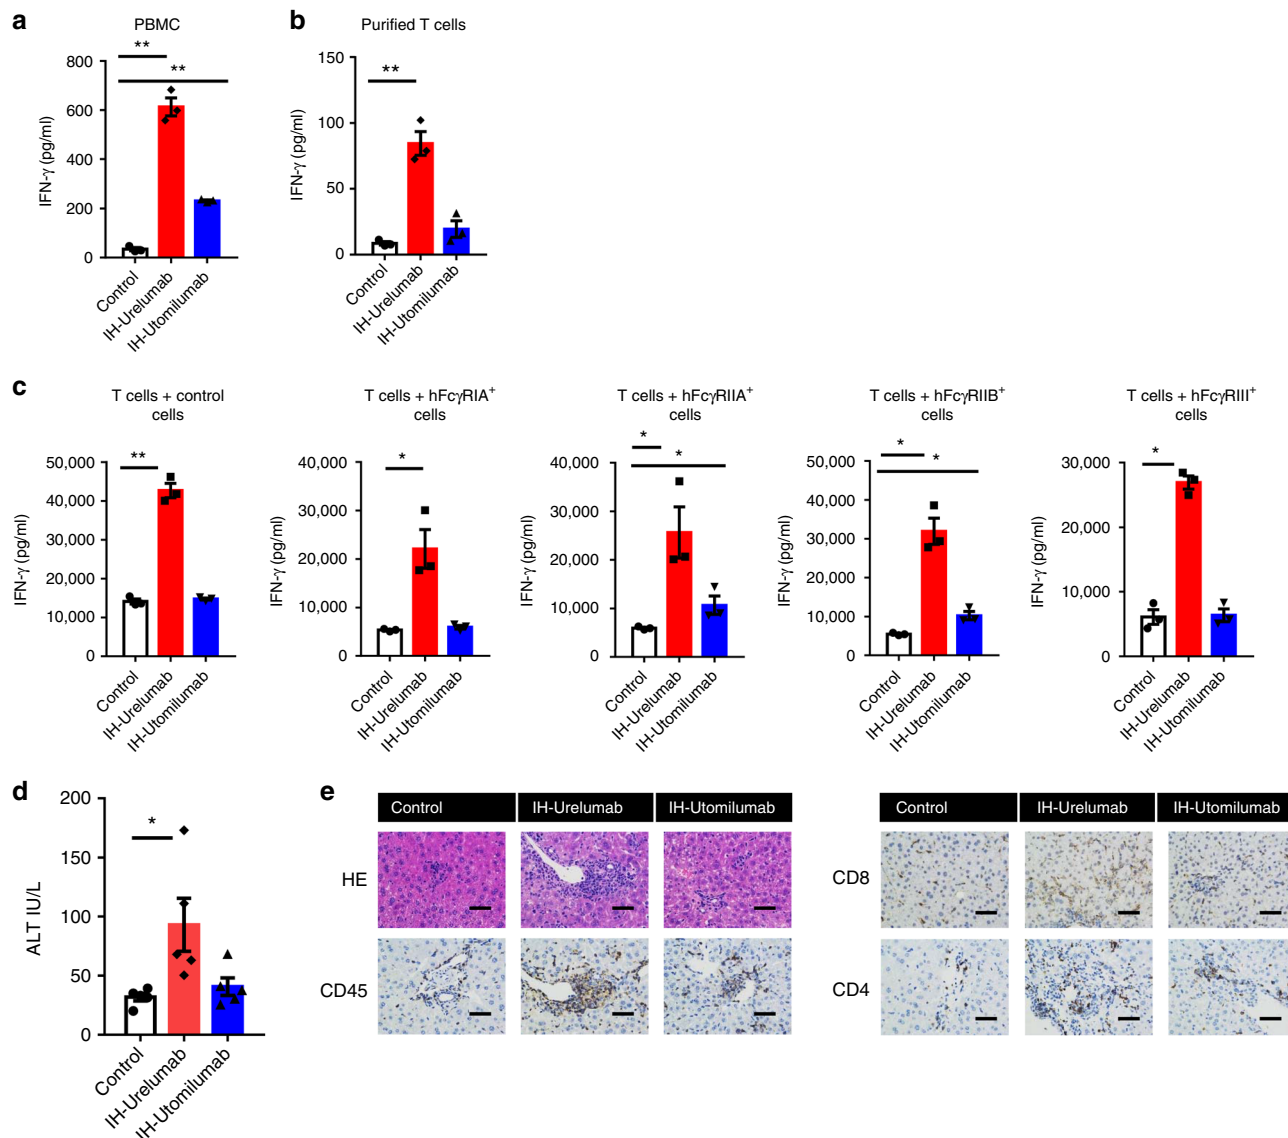 a
PBMC
**
**
800
600
400
200
0
IFN-γ (pg/ml)
Control
IH-Urelumab
IH-Utomilumab
b
Purified T cells
**
150
100
50
0
IFN-γ (pg/ml)
Control
IH-Urelumab
IH-Utomilumab
c
T cells + control
cells
**
50,000
40,000
30,000
20,000
10,000
0
IFN-γ (pg/ml)
Control
IH-Urelumab
IH-Utomilumab
T cells + hFcγRIA+
cells
*
40,000
30,000
20,000
10,000
0
IFN-γ (pg/ml)
Control
IH-Urelumab
IH-Utomilumab
T cells + hFcγRIIA+
cells
*
*
40,000
30,000
20,000
10,000
0
IFN-γ (pg/ml)
Control
IH-Urelumab
IH-Utomilumab
T cells + hFcγRIIB+
cells
*
*
50,000
40,000
30,000
20,000
10,000
0
IFN-γ (pg/ml)
Control
IH-Urelumab
IH-Utomilumab
T cells + hFcγRIII+
cells
*
30,000
20,000
10,000
0
IFN-γ (pg/ml)
Control
IH-Urelumab
IH-Utomilumab
d
*
200
150
100
50
0
ALT IU/L
Control
IH-Urelumab
IH-Utomilumab
e
Control IH-Urelumab IH-Utomilumab
HE
CD45
Control IH-Urelumab IH-Utomilumab
CD8
CD4